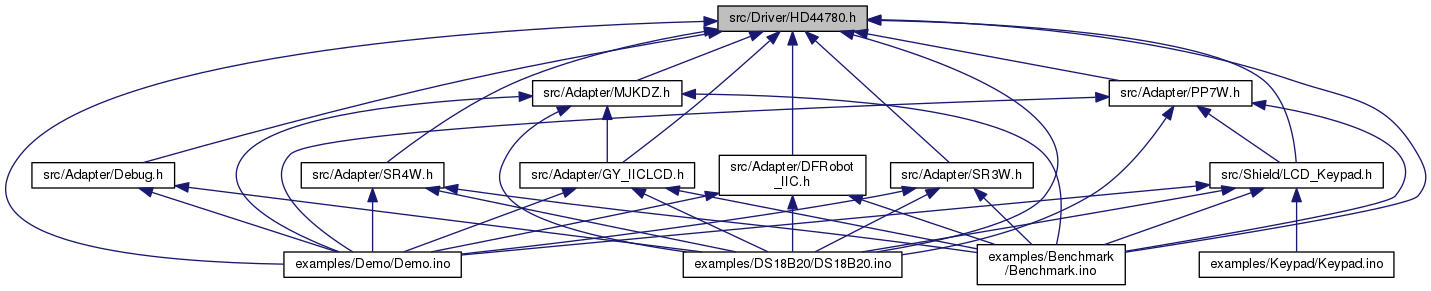 src/Driver/HD44780.h
src/Adapter/MJKDZ.h
src/Adapter/PP7W.h
src/Adapter/Debug.h
src/Adapter/SR4W.h
src/Adapter/GY_IICLCD.h
src/Adapter/DFRobot
_IIC.h
src/Adapter/SR3W.h
src/Shield/LCD_Keypad.h
examples/Demo/Demo.ino
examples/DS18B20/DS18B20.ino
examples/Benchmark
/Benchmark.ino
examples/Keypad/Keypad.ino